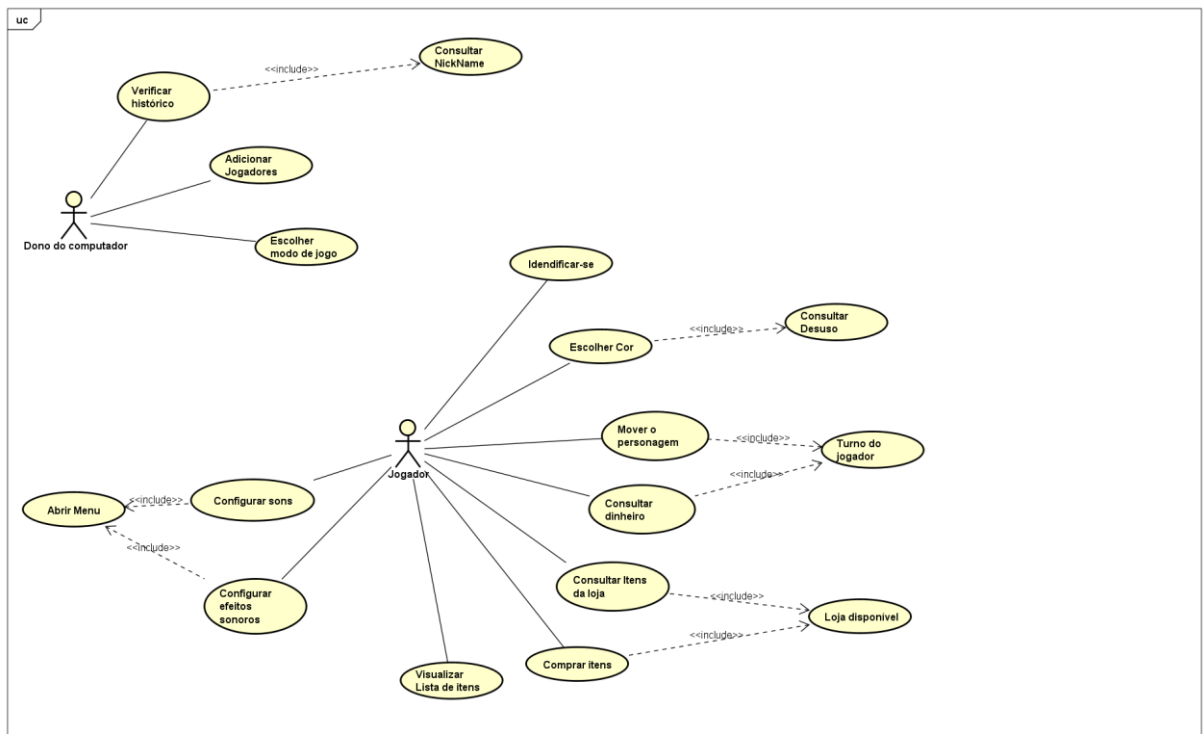 uc
Consultar
NickName
<<include>>
Verificar
histórico
Adicionar
Jogadores
Dono do computador
Escolher
modo de jogo
Idendificar-se
Consultar
Desuso
<<include>>
Escolher Cor
Mover o
personagem
<<include>>
Turno do
jogador
Jogador
<<include>>
Consultar
dinheiro
Configurar sons
<<include>>
Abrir Menu
<<include>>
Configurar
efeitos
sonoros
Consultar Itens
da loja
<<include>>
Loja disponível
<<include>>
Comprar itens
Visualizar
Lista de itens